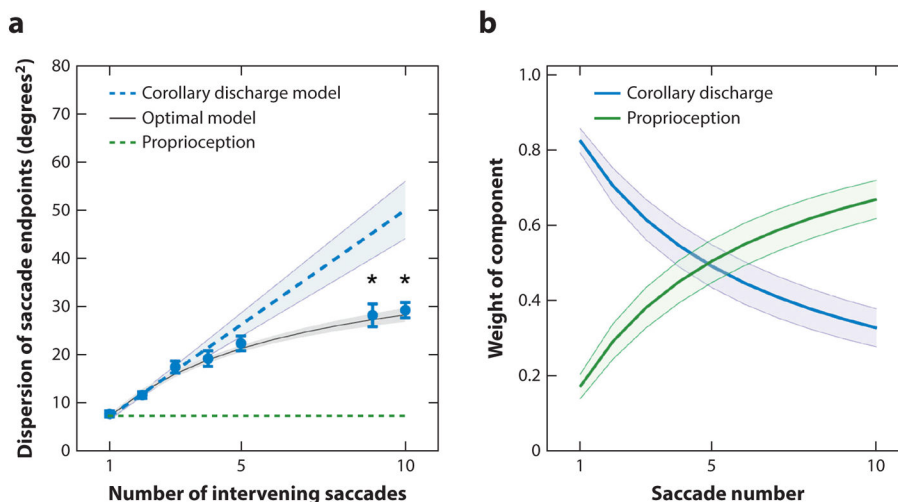 a
Dispersion of saccade endpoints (degrees²)
80
70
60
50
40
30
20
10
0
Corollary discharge model
Optimal model
Proprioception
* *
1 5 10
Number of intervening saccades
b
Weight of component
1.0
0.8
0.6
0.4
0.2
0
Corollary discharge
Proprioception
1 5 10
Saccade number